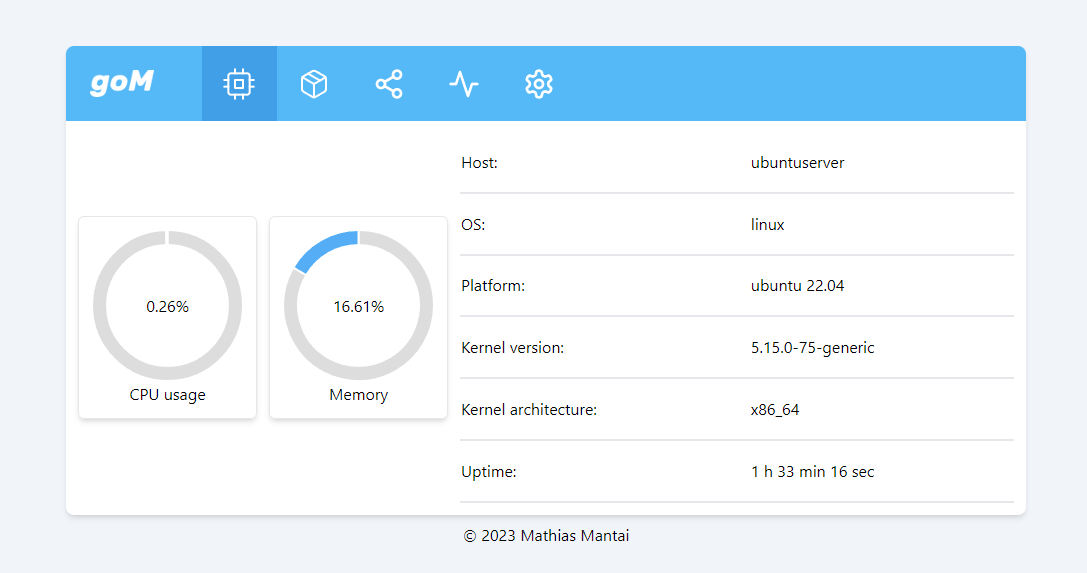 goM
Host: ubuntuserver
OS: linux
Platform: ubuntu 22.04
Kernel version: 5.15.0-75-generic
Kernel architecture: x86_64
Uptime: 1 h 33 min 16 sec
0.26%
CPU usage
16.61%
Memory
© 2023 Mathias Mantai